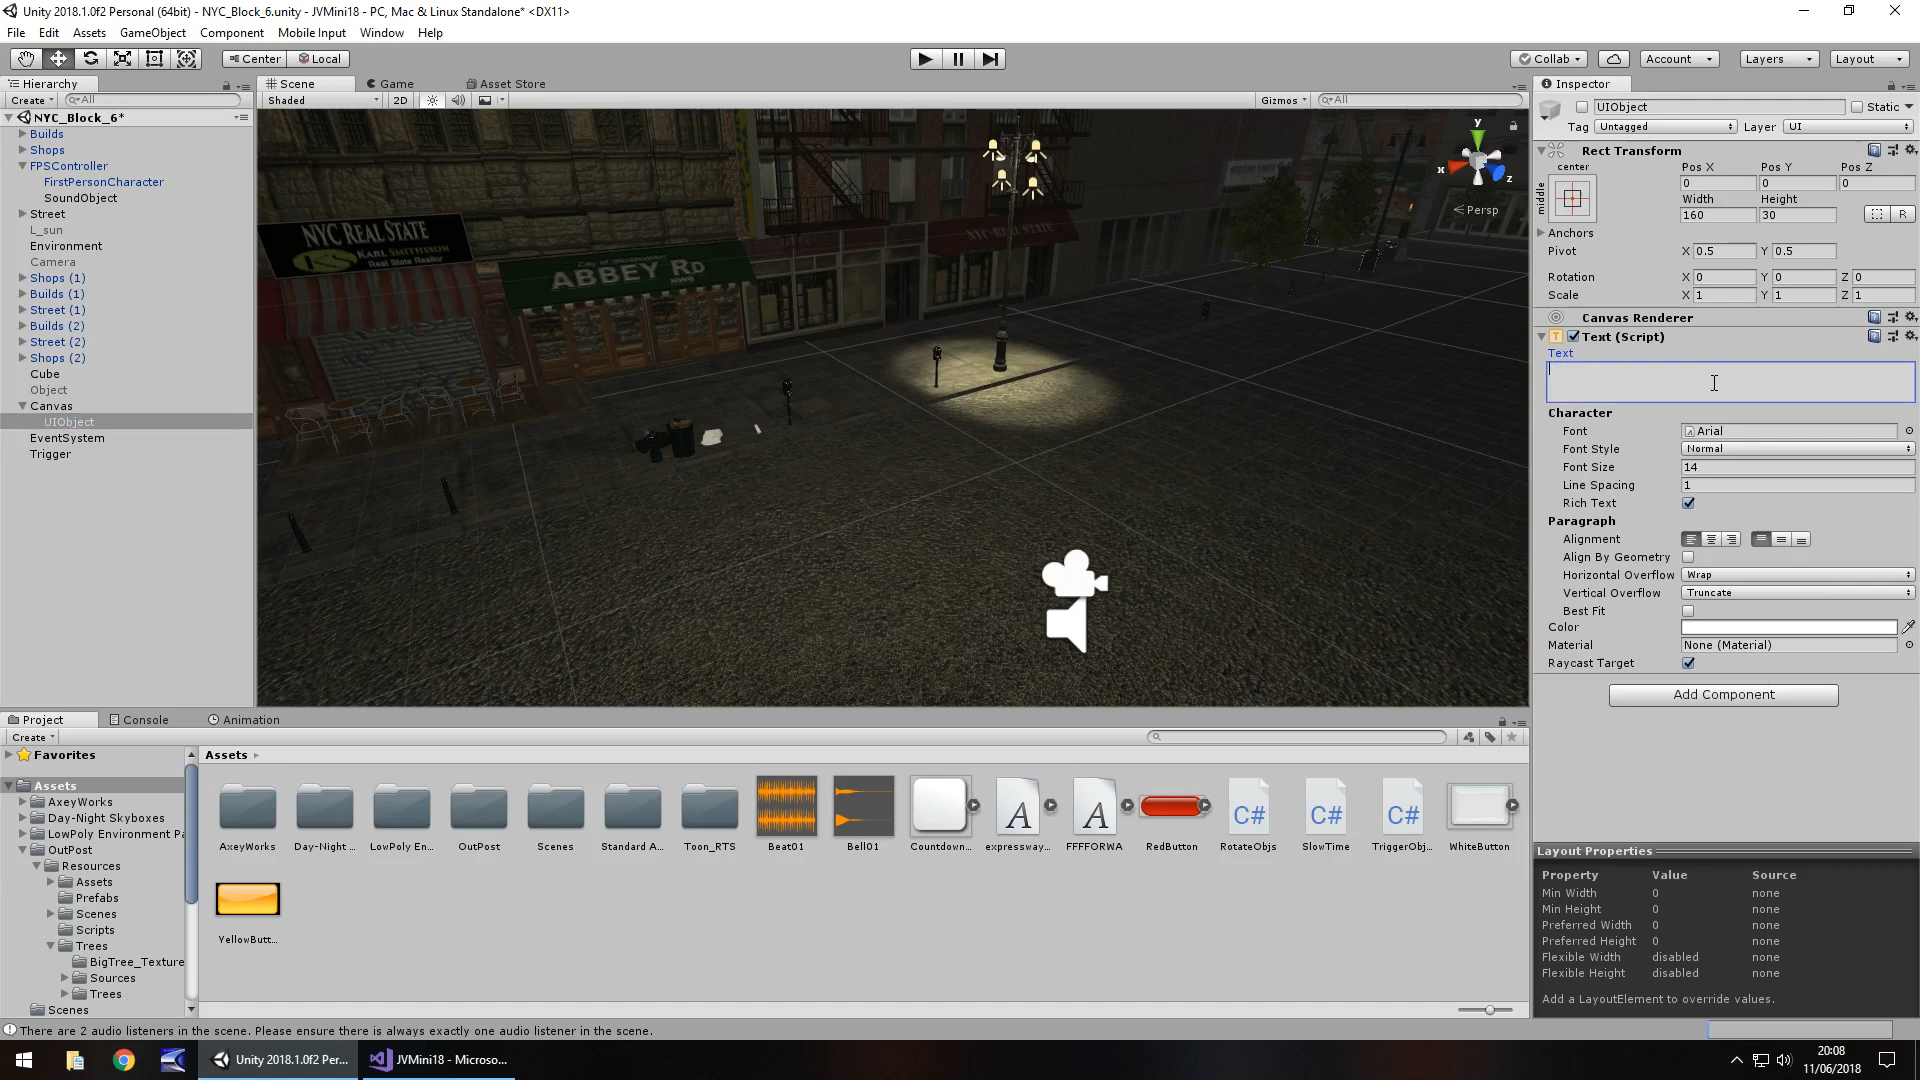 Unity 2018.1.0f2 Personal (64bit) - NYC_Block_6.unity - JVMini18 - PC, Mac & Linux Standalone* <DX11>
File Edit Assets GameObject Component Mobile Input Window Help
Center Local Collab Account Layers Layout
Hierarchy Scene Game Asset Store Inspector
Create All Shaded 2D Gizmos All UIObject Static
NYC_Block_6*
Tag Untagged Layer UI
Builds
Shops
FPSController
FirstPersonCharacter
SoundObject
Street
L_sun
Environment
Camera
Shops (1)
Builds (1)
Street (1)
Builds (2)
Street (2)
Shops (2)
Cube
Object
Canvas
UIObject
EventSystem
Trigger
y
x
z
Persp
NYC REAL STATE
KARL SMITHSSON
Real State Realtor
ABBEY RD
Rect Transform
center Pos X Pos Y Pos Z
middle 0 0 0
Width Height
160 30 R
Anchors
Pivot X 0.5 Y 0.5
Rotation X 0 Y 0 Z 0
Scale X 1 Y 1 Z 1
Canvas Renderer
Text (Script)
Text
Character
Font Arial
Font Style Normal
Font Size 14
Line Spacing 1
Rich Text
Paragraph
Alignment
Align By Geometry
Horizontal Overflow Wrap
Vertical Overflow Truncate
Best Fit
Color
Material None (Material)
Raycast Target
Add Component
Layout Properties
Property Value Source
Min Width 0 none
Min Height 0 none
Preferred Width 0 none
Preferred Height 0 none
Flexible Width disabled none
Flexible Height disabled none
Add a LayoutElement to override values.
Project Console Animation
Create
Favorites
Assets
AxeyWorks
Day-Night Skyboxes
LowPoly Environment Pa
OutPost
Resources
Assets
Prefabs
Scenes
Scripts
Trees
BigTree_Texture
Sources
Trees
Scenes
Assets
AxeyWorks Day-Night ... LowPoly En... OutPost Scenes Standard A... Toon_RTS Beat01 Bell01 Countdown... expressway... FFFFORWA RedButton RotateObjs SlowTime TriggerObj... WhiteButton
YellowButt...
There are 2 audio listeners in the scene. Please ensure there is always exactly one audio listener in the scene.
Unity 2018.1.0f2 Per... JVMini18 - Microso... 20:08
11/06/2018